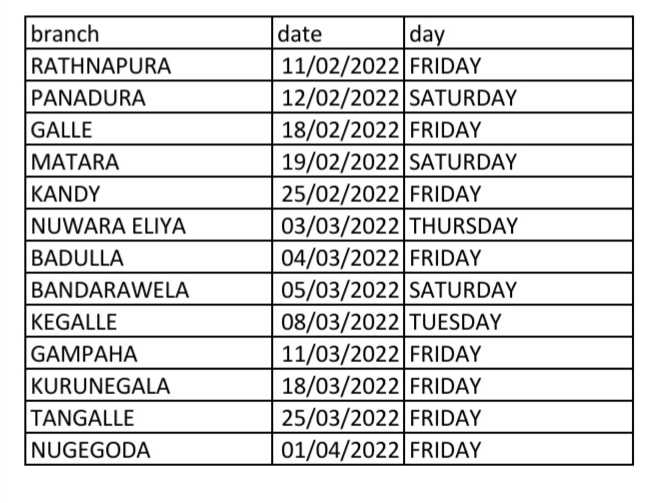 branch date day
RATHNAPURA 11/02/2022 FRIDAY
PANADURA 12/02/2022 SATURDAY
GALLE 18/02/2022 FRIDAY
MATARA 19/02/2022 SATURDAY
KANDY 25/02/2022 FRIDAY
NUWARA ELIYA 03/03/2022 THURSDAY
BADULLA 04/03/2022 FRIDAY
BANDARAWELA 05/03/2022 SATURDAY
KEGALLE 08/03/2022 TUESDAY
GAMPAHA 11/03/2022 FRIDAY
KURUNEGALA 18/03/2022 FRIDAY
TANGALLE 25/03/2022 FRIDAY
NUGEGODA 01/04/2022 FRIDAY